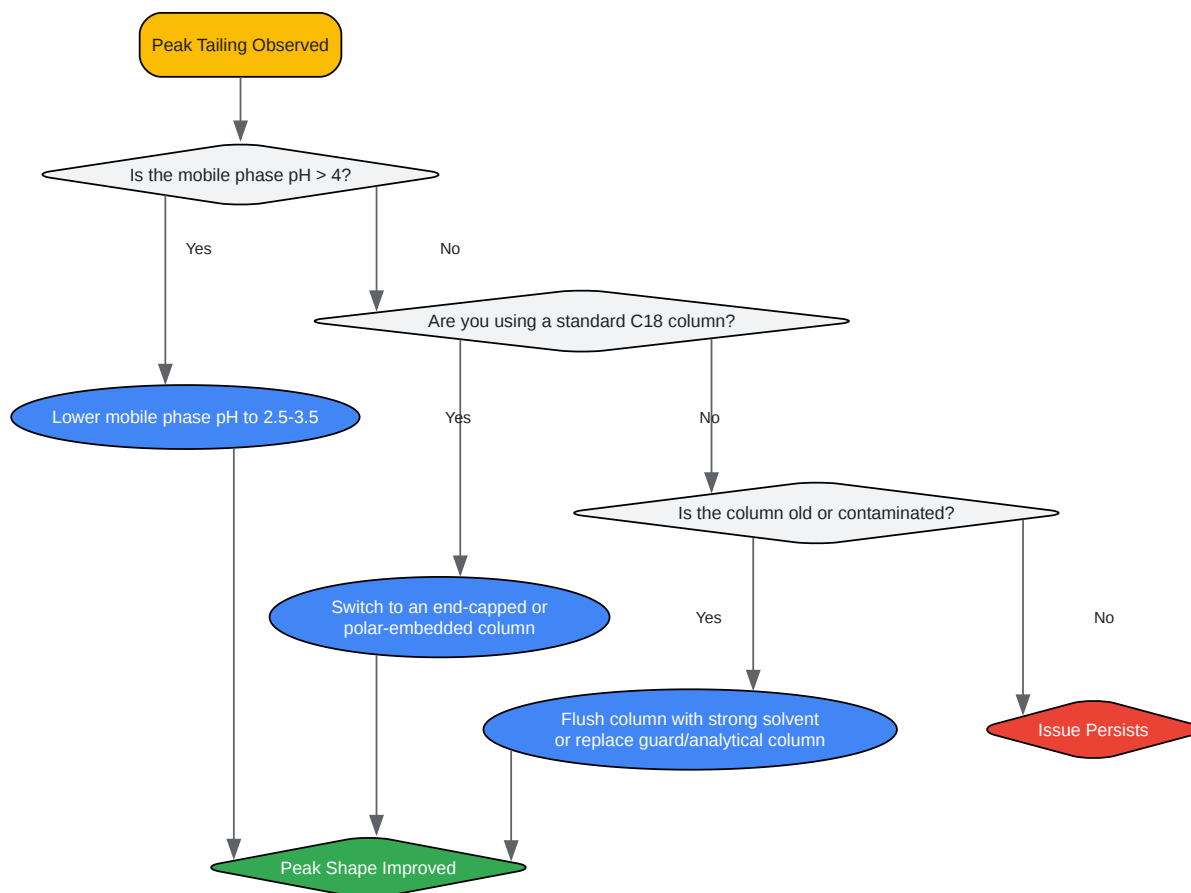 Peak Tailing Observed
Is the mobile phase pH > 4?
Yes
No
Are you using a standard C18 column?
Lower mobile phase pH to 2.5-3.5
Yes
No
Is the column old or contaminated?
Switch to an end-capped or
polar-embedded column
Yes
No
Flush column with strong solvent
or replace guard/analytical column
Issue Persists
Peak Shape Improved